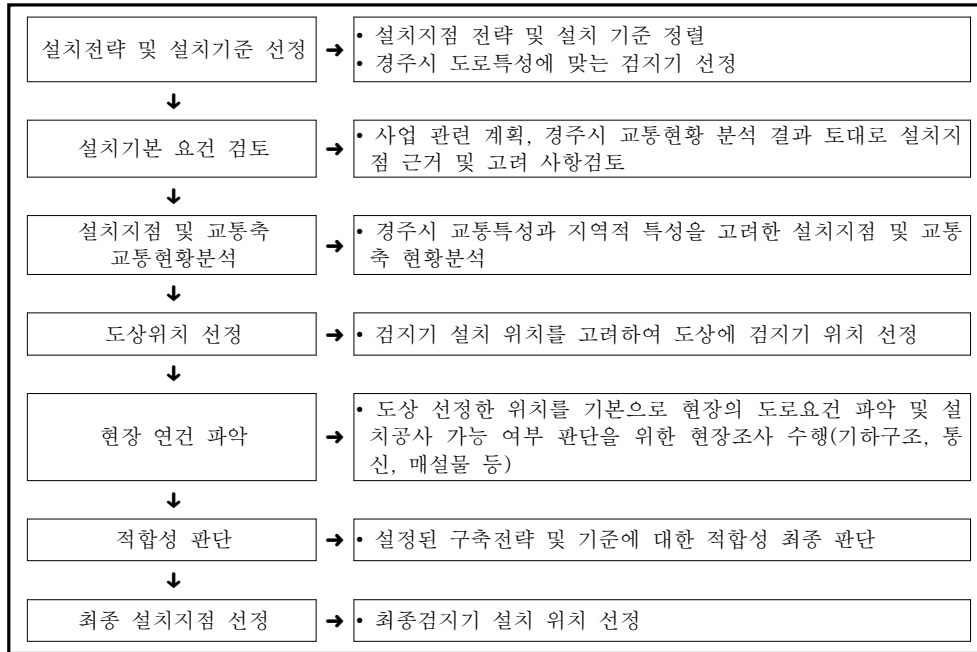 설치전략 및 설치기준 선정
➜
• 설치지점 전략 및 설치 기준 정렬
• 경주시 도로특성에 맞는 검지기 선정
설치기본 요건 검토
➜
• 사업 관련 계획, 경주시 교통현황 분석 결과 토대로 설치지
점 근거 및 고려 사항검토
설치지점 및 교통축
교통현황분석
➜
• 경주시 교통특성과 지역적 특성을 고려한 설치지점 및 교통
축 현황분석
도상위치 선정
➜
• 검지기 설치 위치를 고려하여 도상에 검지기 위치 선정
현장 연건 파악
➜
• 도상 선정한 위치를 기본으로 현장의 도로요건 파악 및 설
치공사 가능 여부 판단을 위한 현장조사 수행(기하구조, 통
신, 매설물 등)
적합성 판단
➜
• 설정된 구축전략 및 기준에 대한 적합성 최종 판단
최종 설치지점 선정
➜
• 최종검지기 설치 위치 선정